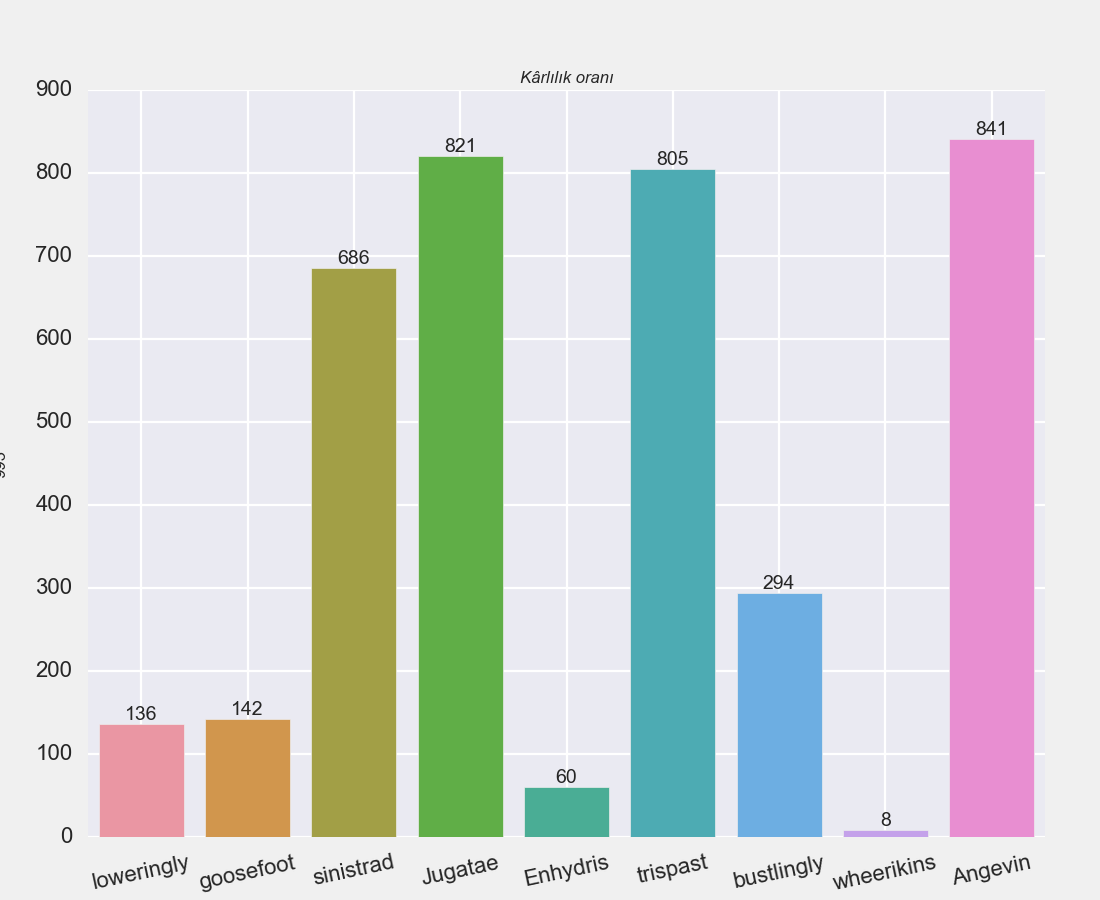 Kârlılık oranı
900
800
700
600
500
400
300
200
100
0
136
142
686
821
60
805
294
8
841
loweringly
goosefoot
sinistrad
Jugatae
Enhydris
trispast
bustlingly
wheerikins
Angevin